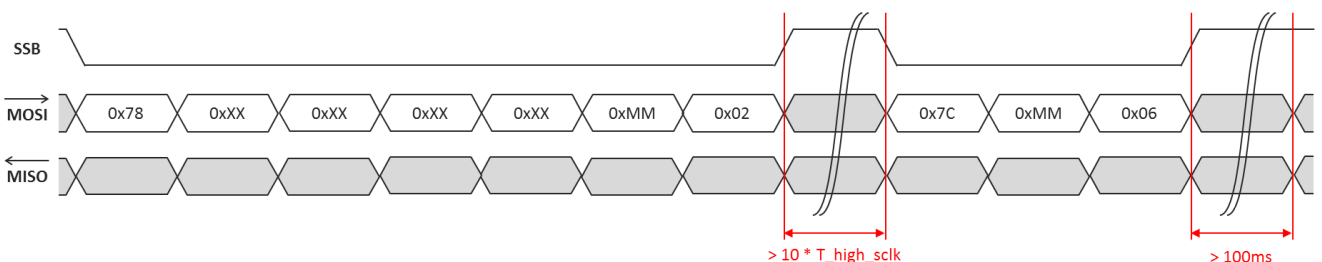 SSB
MOSI 0x78 0xXX 0xXX 0xXX 0xXX 0xMM 0x02 0x7C 0xMM 0x06
MISO
> 10 * T_high_sclk > 100ms